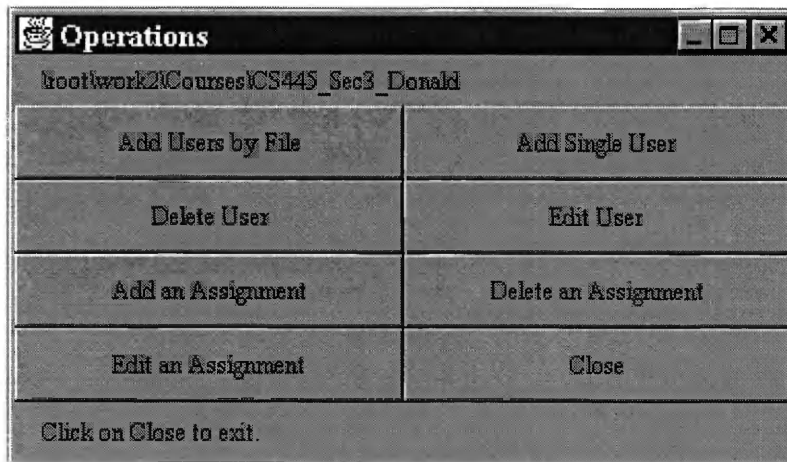 Operations
\root\work2\Courses\CS445_Sec3_Donald
Add Users by File
Add Single User
Delete User
Edit User
Add an Assignment
Delete an Assignment
Edit an Assignment
Close
Click on Close to exit.